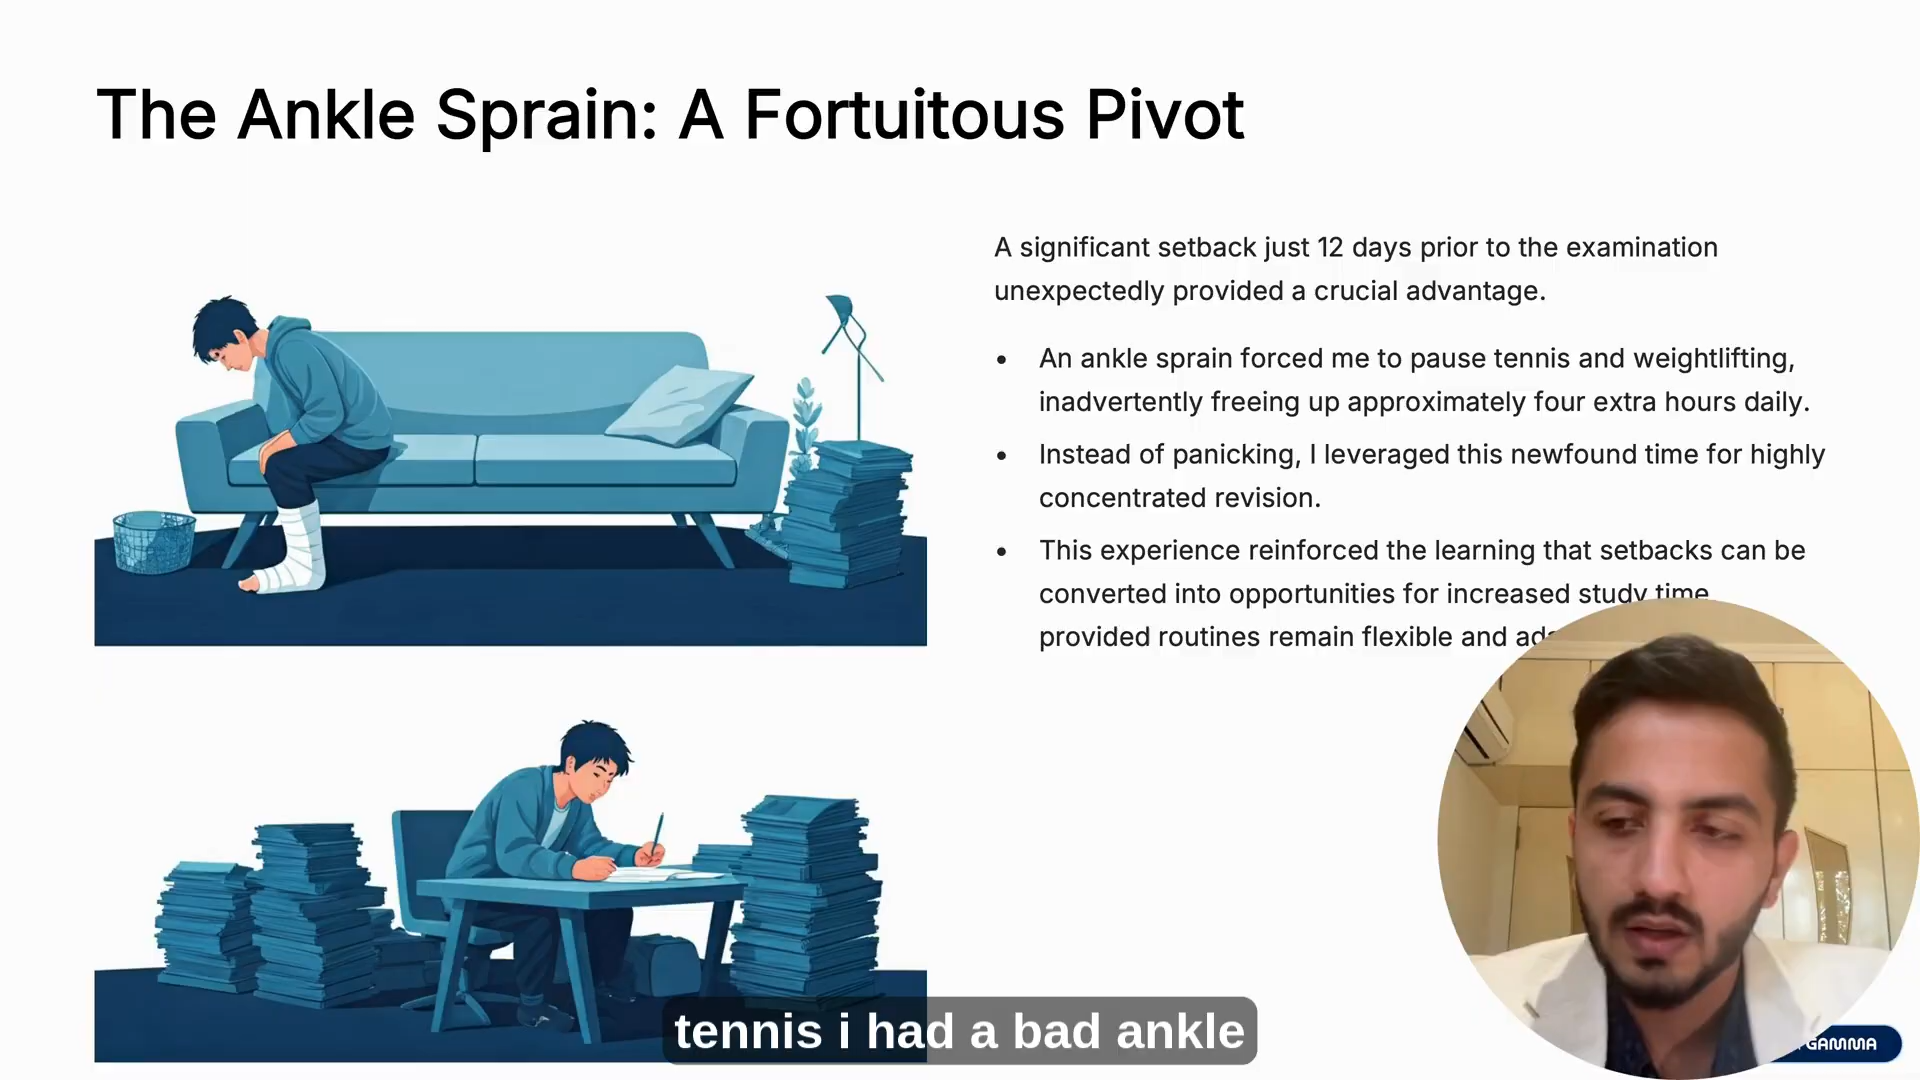 The Ankle Sprain: A Fortuitous Pivot
A significant setback just 12 days prior to the examination
unexpectedly provided a crucial advantage.
• An ankle sprain forced me to pause tennis and weightlifting,
inadvertently freeing up approximately four extra hours daily.
• Instead of panicking, I leveraged this newfound time for highly
concentrated revision.
• This experience reinforced the learning that setbacks can be
converted into opportunities for increased study time
provided routines remain flexible and
tennis i had a bad ankle
GAMMA